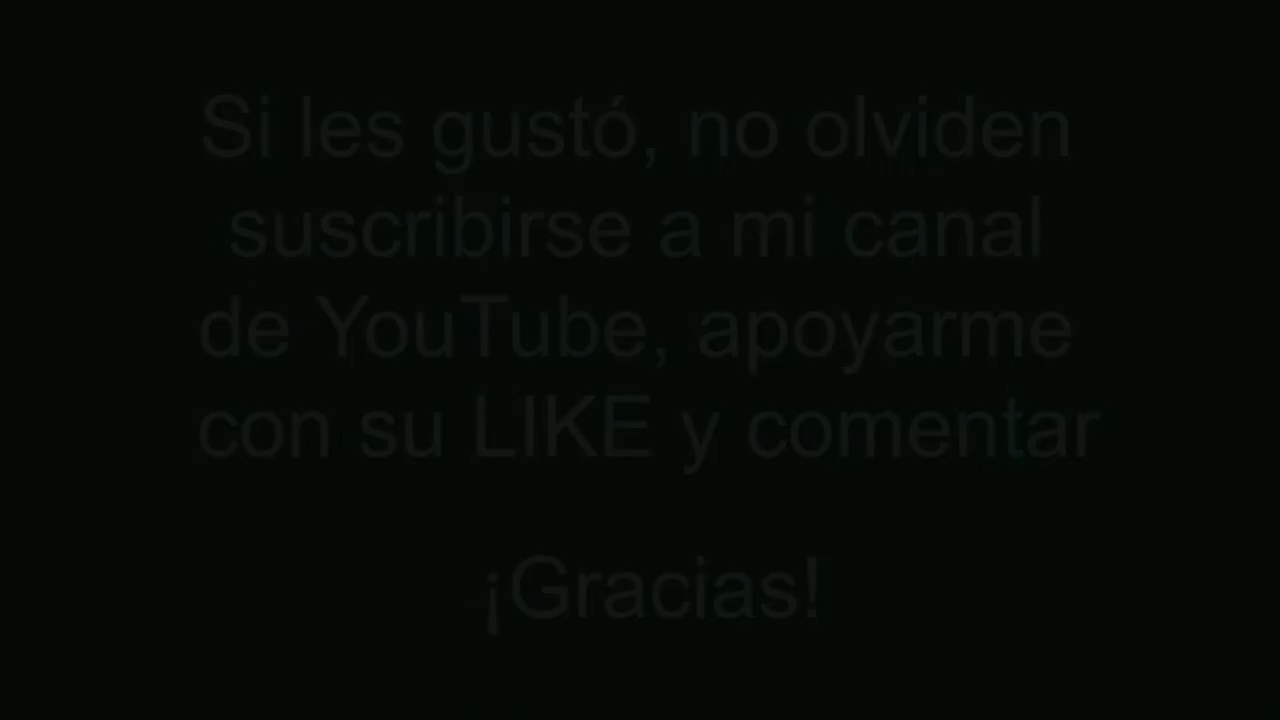 Si les gustó, no olviden
suscribirse a mi canal
de YouTube, apoyarme
con su LIKE y comentar
¡Gracias!